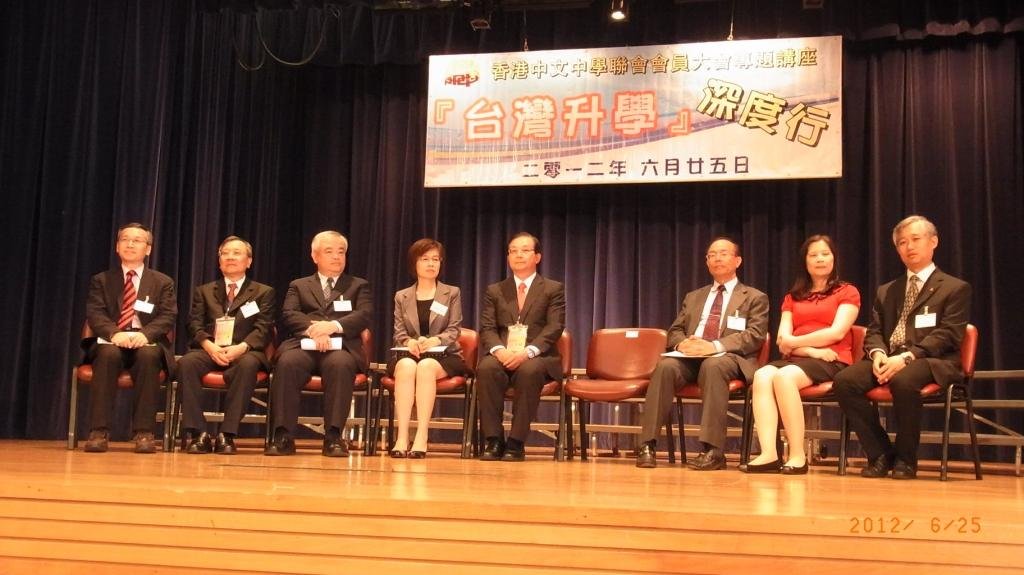 香港中文中學聯會會員大會專題講座
『台灣升學』深度行
二零一二年 六月廿五日
2012/ 6/25